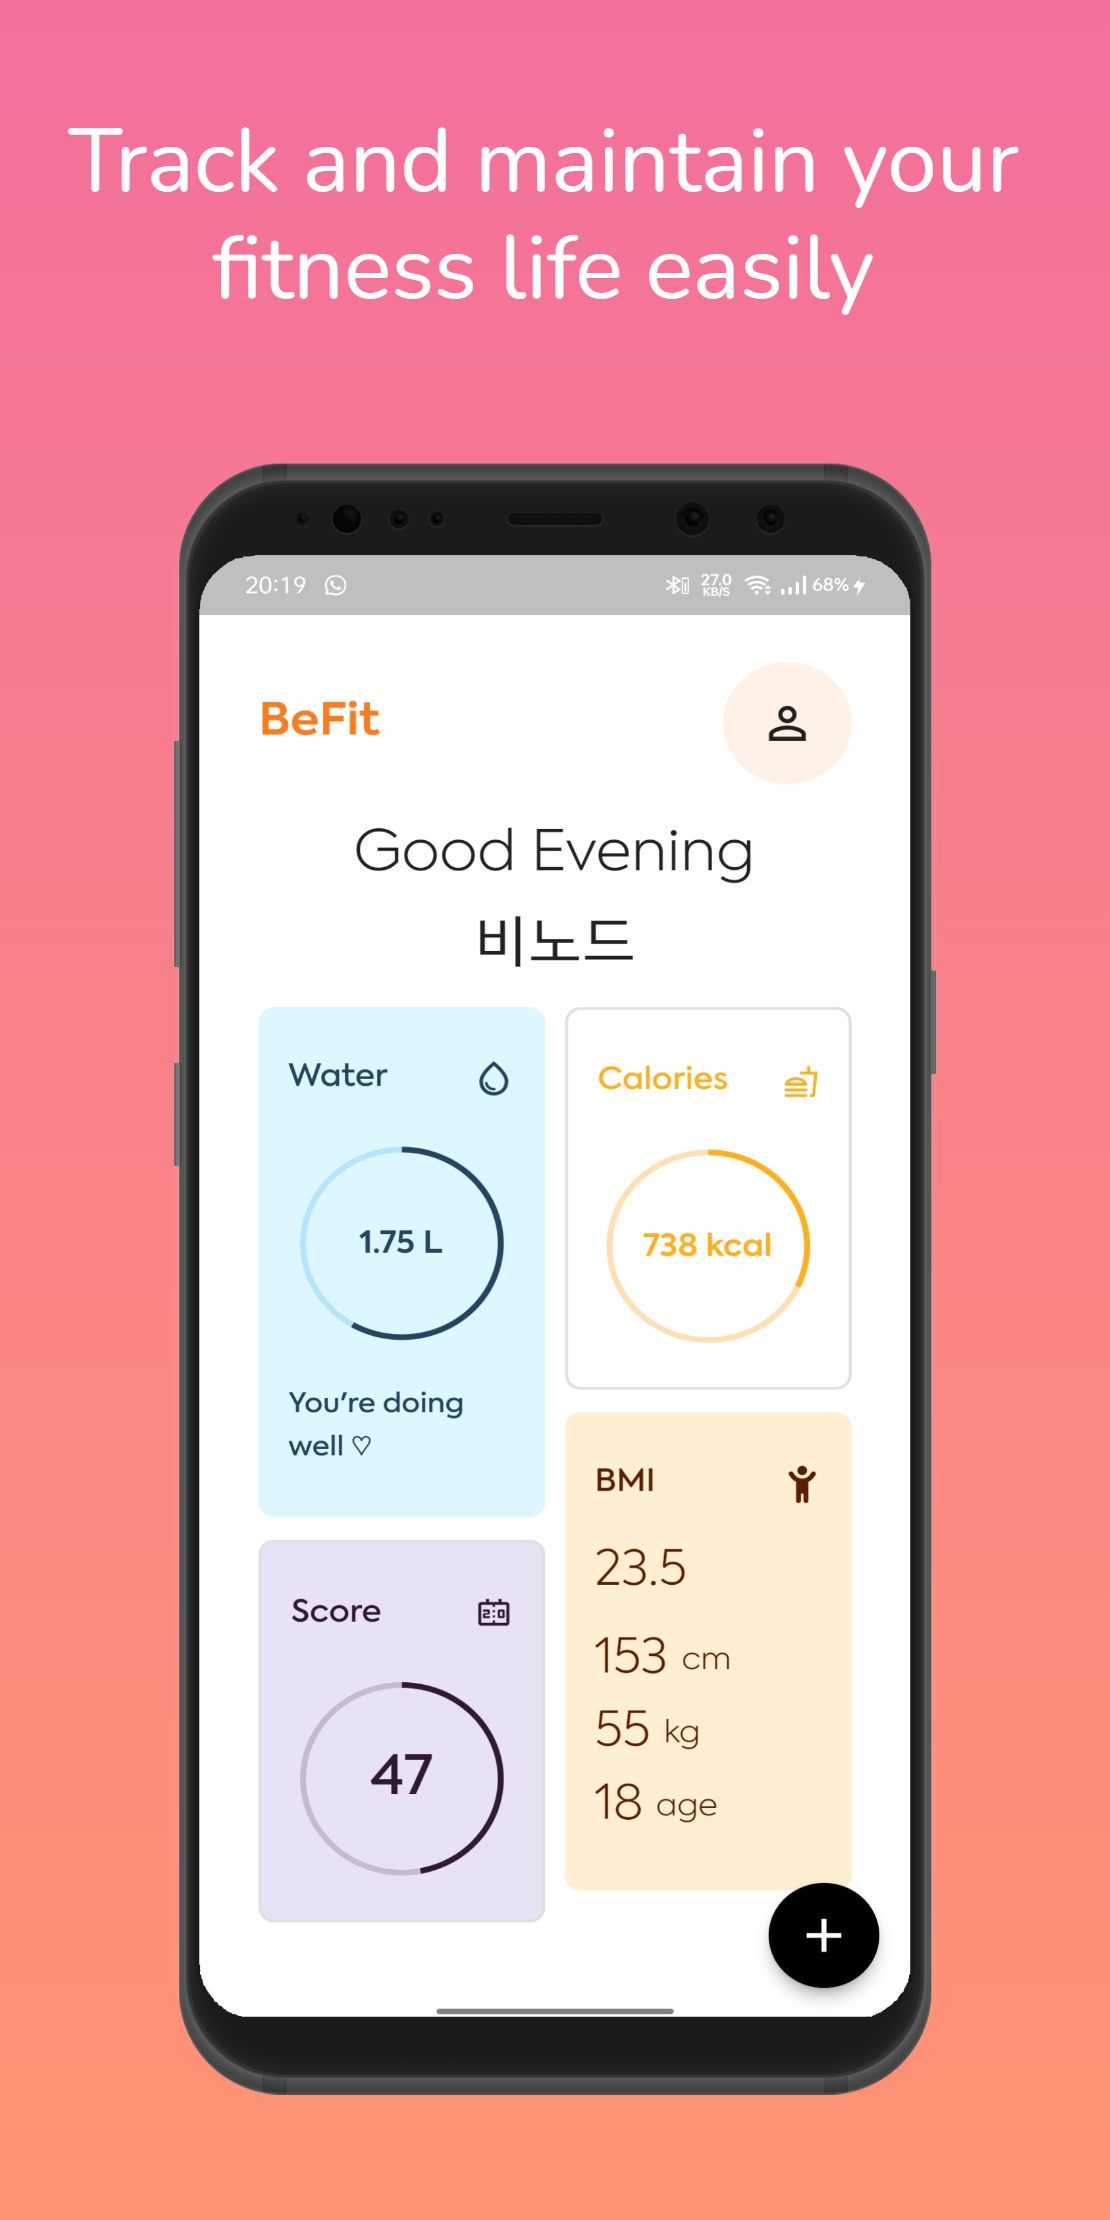 Track and maintain your
fitness life easily
20:19
27.0
KB/S
68%
BeFit
Good Evening
비노드
Water
1.75 L
You're doing
well ♡
Calories
738 kcal
Score
2:0
47
BMI
23.5
153 cm
55 kg
18 age